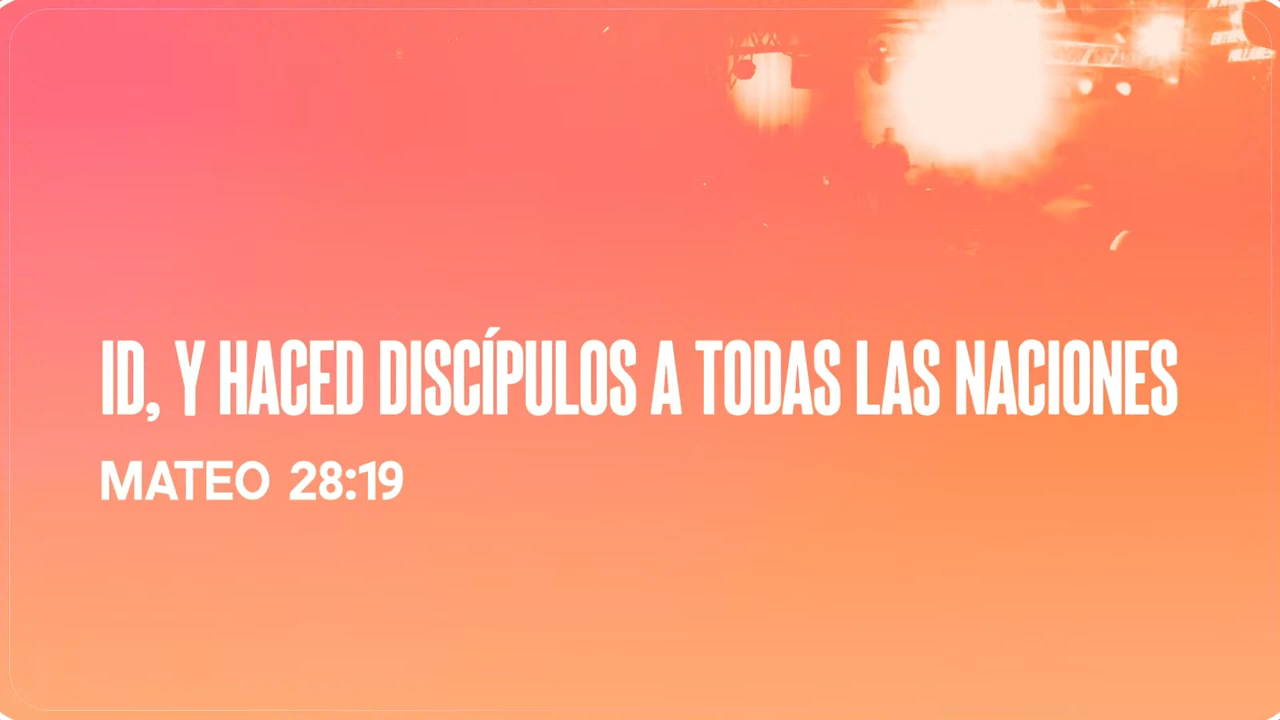 ID, Y HACED DISCÍPULOS A TODAS LAS NACIONES
MATEO 28:19